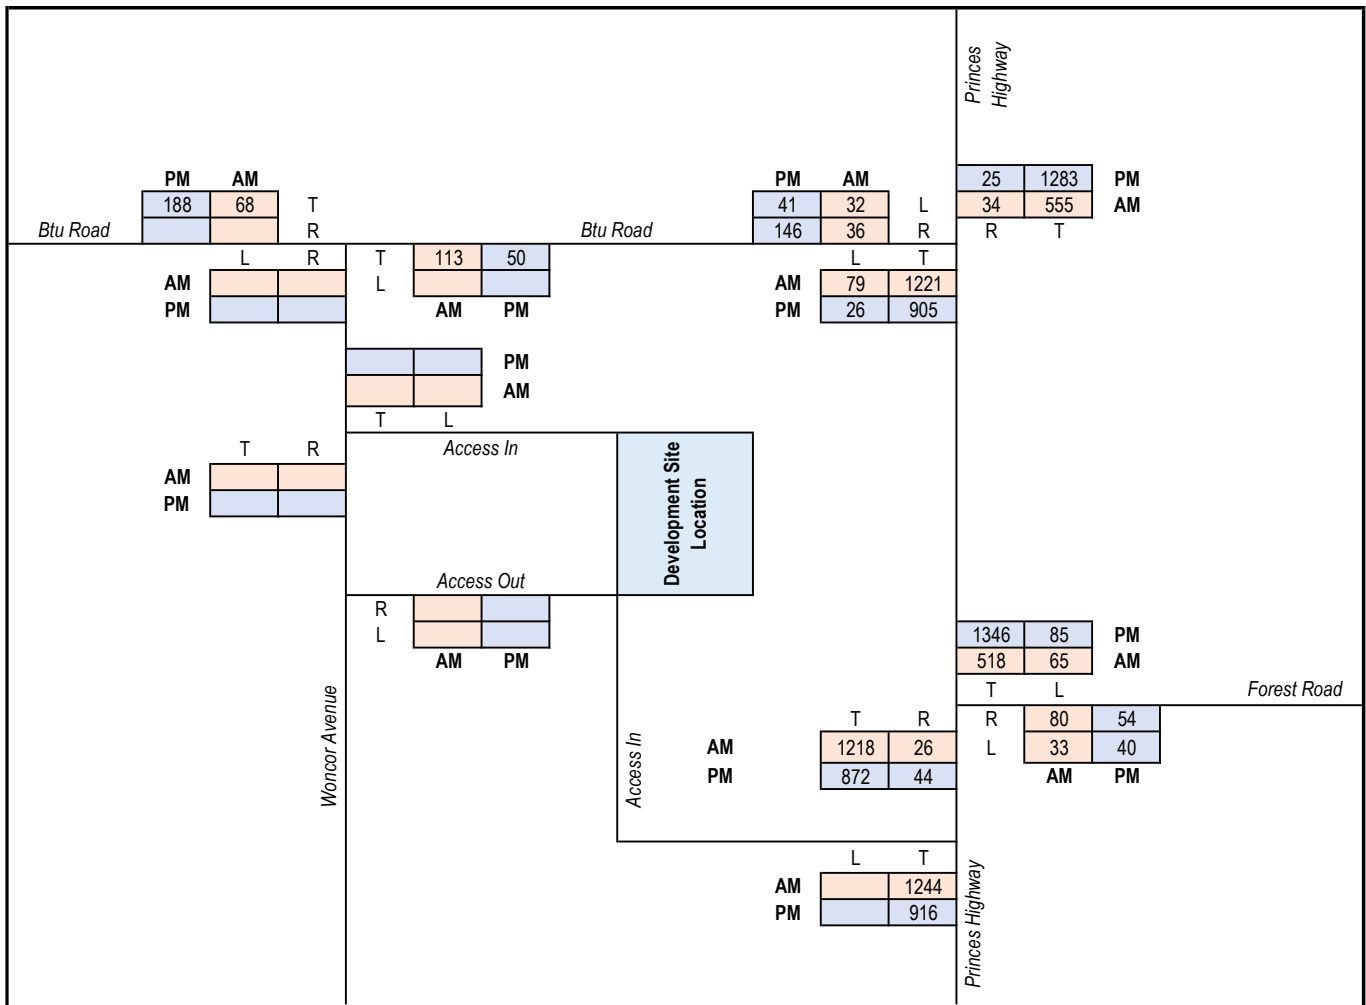 Princes
Highway
PM AM
188 68 T
R
Btu Road
L R
AM
PM
T 113 50
L
AM PM
Btu Road
PM AM
41 32 L
146 36 R
25 1283 PM
34 555 AM
R T
L T
AM 79 1221
PM 26 905
PM
AM
T L
Access In
T R
AM
PM
Development Site
Location
Access Out
R
L
AM PM
Woncor Avenue
Access In
1346 85 PM
518 65 AM
T L
Forest Road
R 80 54
L 33 40
AM PM
T R
AM 1218 26
PM 872 44
L T
AM 1244
PM 916
Princes Highway